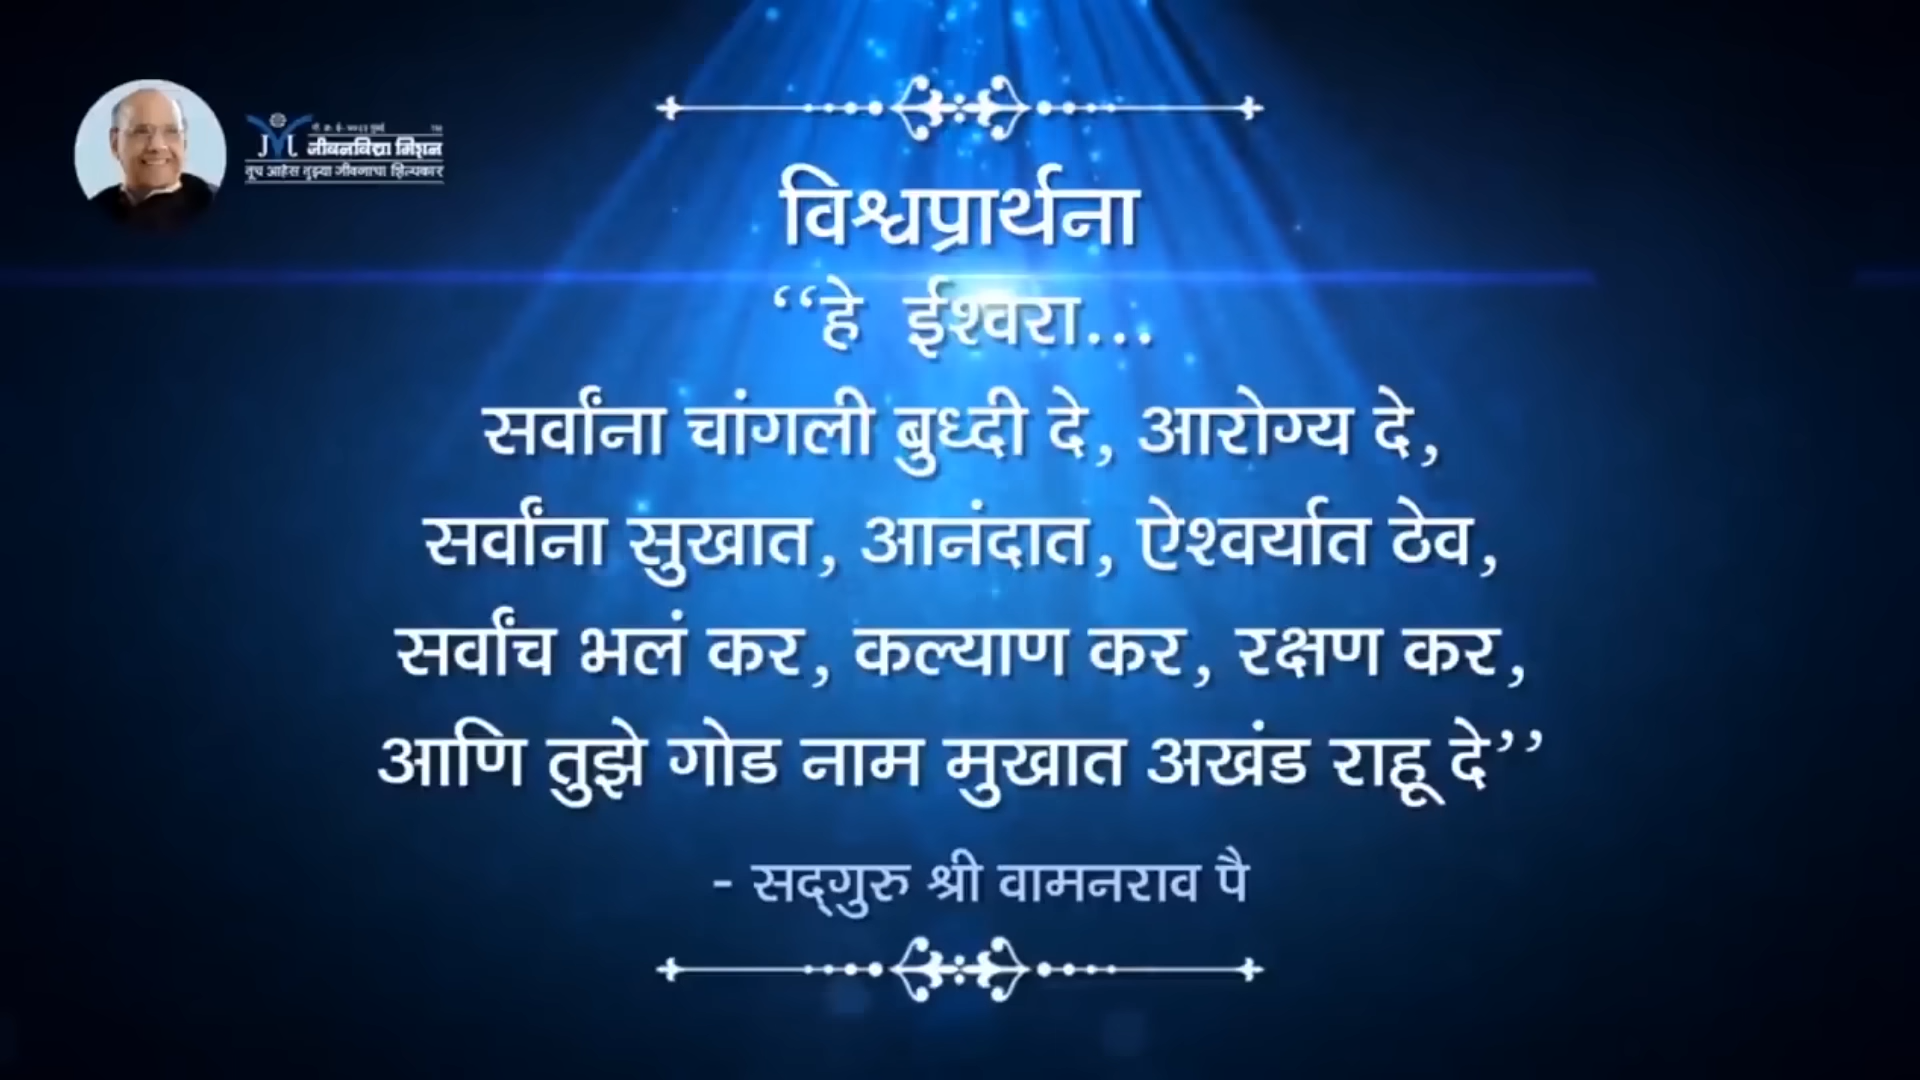 जीवनविद्या मिशन
तूच आहेस तुझ्या जीवनाचा शिल्पकार
विश्वप्रार्थना
“हे ईश्वरा...
सर्वांना चांगली बुध्दी दे, आरोग्य दे,
सर्वांना सुखात, आनंदात, ऐश्वर्यात ठेव,
सर्वांच भलं कर, कल्याण कर, रक्षण कर,
आणि तुझे गोड नाम मुखात अखंड राहू दे”
- सद्‌गुरु श्री वामनराव पै